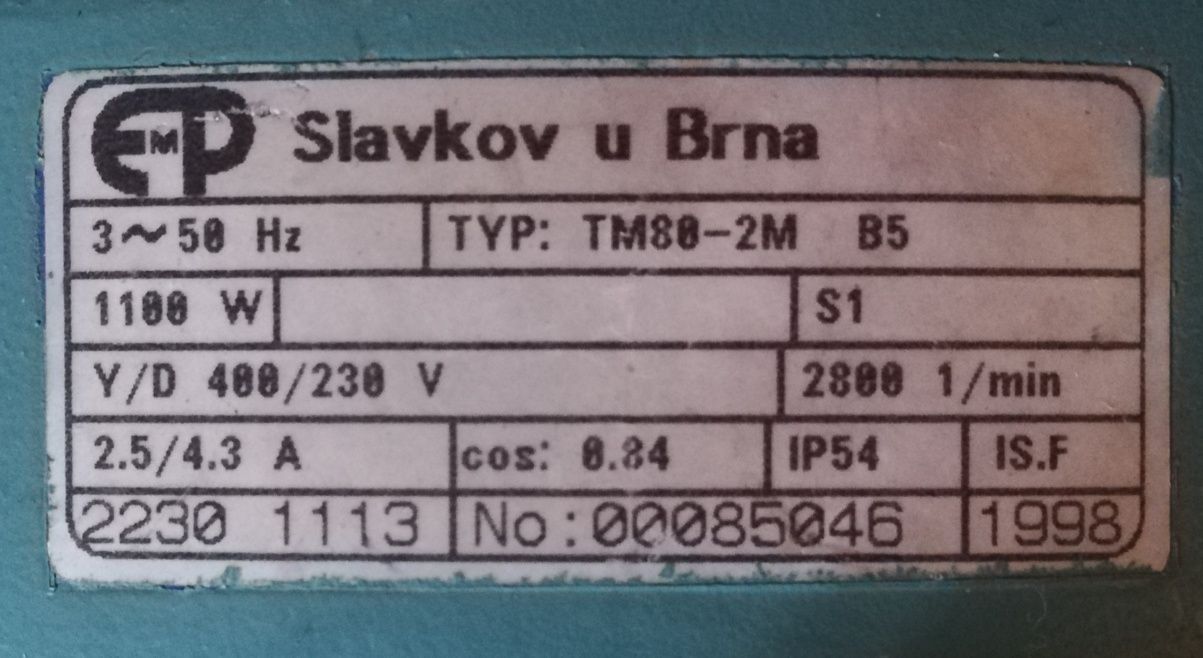 EMP Slavkov u Brna
3~50 Hz TYP: TM80-2M B5
1100 W S1
Y/D 400/230 V 2800 1/min
2.5/4.3 A cos: 0.84 IP54 IS.F
2230 1113 No:00085046 1998